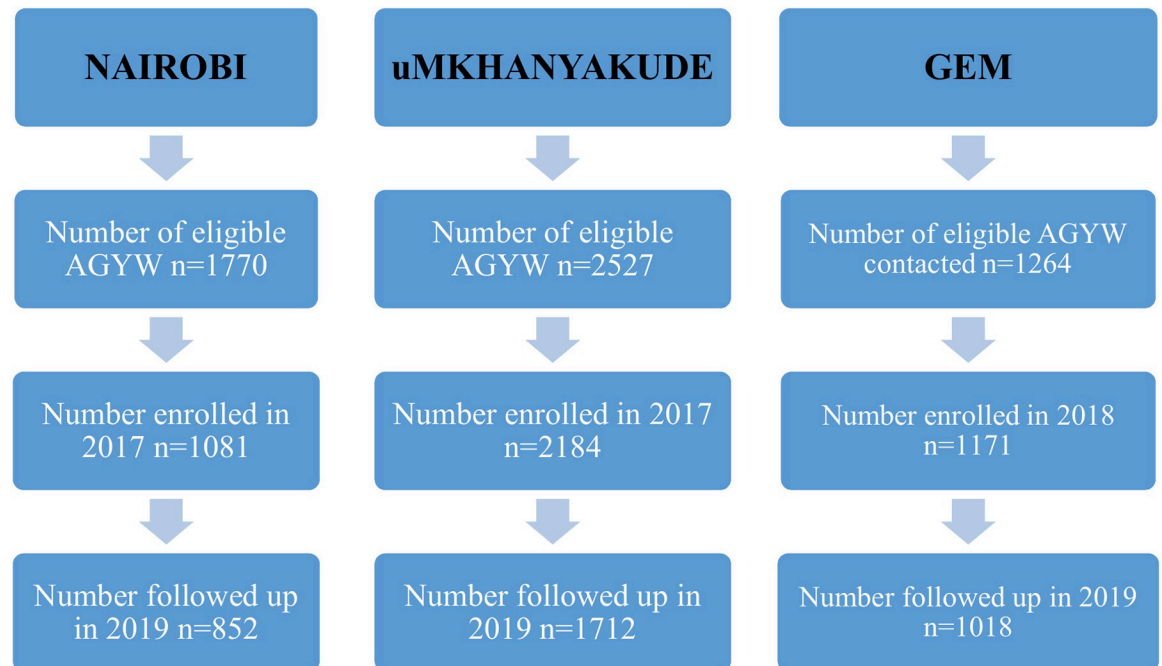 NAIROBI
Number of eligible
AGYW n=1770
Number enrolled in
2017 n=1081
Number followed up
in 2019 n=852
uMKHANYAKUDE
Number of eligible
AGYW n=2527
Number enrolled in 2017
n=2184
Number followed up in
2019 n=1712
GEM
Number of eligible AGYW
contacted n=1264
Number enrolled in 2018
n=1171
Number followed up in 2019
n=1018